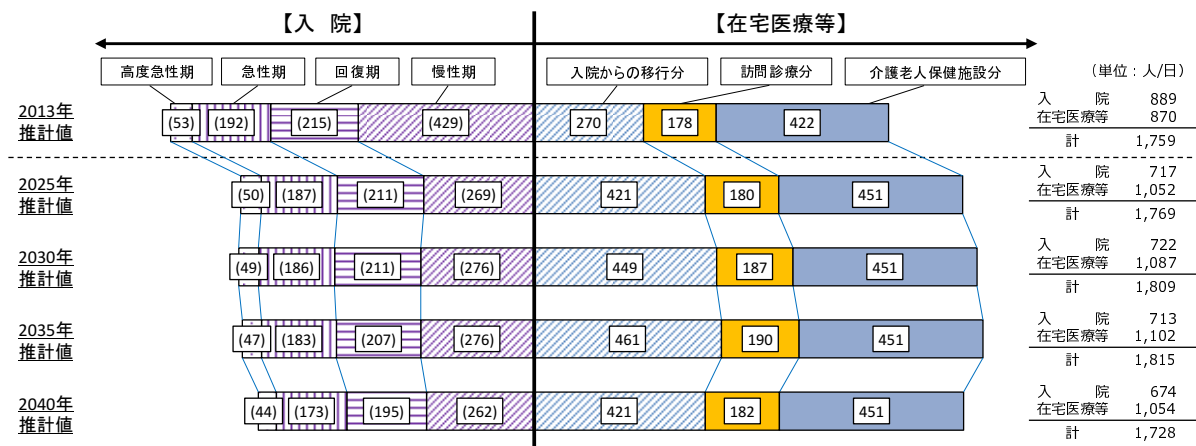 【入　院】 【在宅医療等】
高度急性期 急性期 回復期 慢性期 入院からの移行分 訪問診療分 介護老人保健施設分 （単位：人/日）
2013年
推計値
(53) (192) (215) (429) 270 178 422
入　　院 889
在宅医療等 870
計 1,759
2025年
推計値
(50) (187) (211) (269) 421 180 451
入　　院 717
在宅医療等 1,052
計 1,769
2030年
推計値
(49) (186) (211) (276) 449 187 451
入　　院 722
在宅医療等 1,087
計 1,809
2035年
推計値
(47) (183) (207) (276) 461 190 451
入　　院 713
在宅医療等 1,102
計 1,815
2040年
推計値
(44) (173) (195) (262) 421 182 451
入　　院 674
在宅医療等 1,054
計 1,728